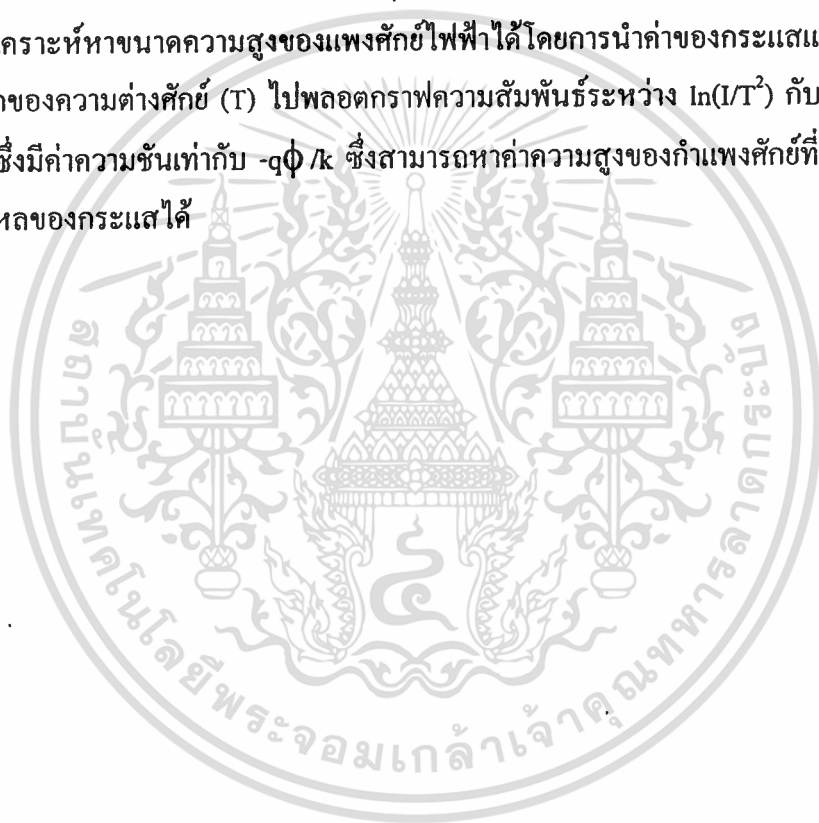 เคราะห์หาขนาดความสูงของแพงศักย์ไฟฟ้าได้โดยการนำค่าของกระแสแ
ของความต่างศักย์ (T) ไปพลอตกราฟความสัมพันธ์ระหว่าง ln(I/T²) กับ
ซึ่งมีค่าความชันเท่ากับ -qϕ/k ซึ่งสามารถหาค่าความสูงของกำแพงศักย์ที่
หลของกระแสได้
สถาบันเทคโนโลยีพระจอมเกล้าเจ้าคุณทหารลาดกระบัง